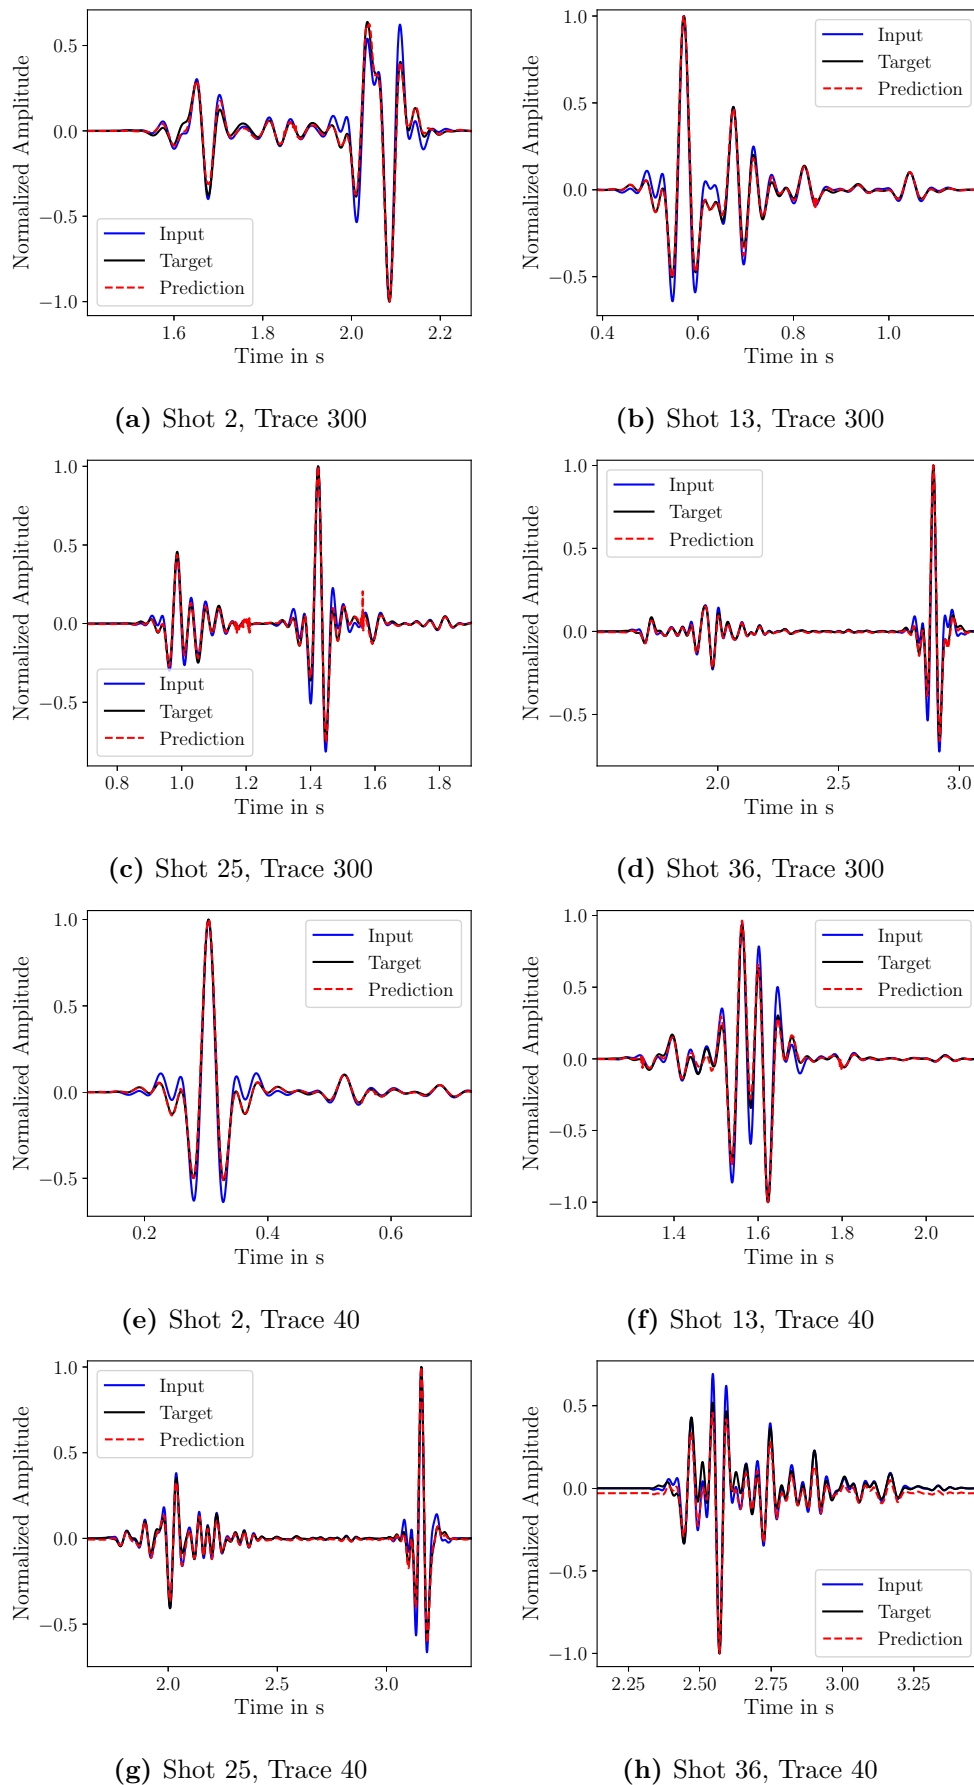 0.5
0.0
−0.5
−1.0
Normalized Amplitude
Input
Target
Prediction
1.6 1.8 2.0 2.2
Time in s
(a) Shot 2, Trace 300
1.0
0.5
0.0
−0.5
Normalized Amplitude
Input
Target
Prediction
0.4 0.6 0.8 1.0
Time in s
(b) Shot 13, Trace 300
1.0
0.5
0.0
−0.5
Normalized Amplitude
Input
Target
Prediction
0.8 1.0 1.2 1.4 1.6 1.8
Time in s
(c) Shot 25, Trace 300
1.0
0.5
0.0
−0.5
Normalized Amplitude
Input
Target
Prediction
2.0 2.5 3.0
Time in s
(d) Shot 36, Trace 300
1.0
0.5
0.0
−0.5
Normalized Amplitude
Input
Target
Prediction
0.2 0.4 0.6
Time in s
(e) Shot 2, Trace 40
1.0
0.5
0.0
−0.5
−1.0
Normalized Amplitude
Input
Target
Prediction
1.4 1.6 1.8 2.0
Time in s
(f) Shot 13, Trace 40
1.0
0.5
0.0
−0.5
Normalized Amplitude
Input
Target
Prediction
2.0 2.5 3.0
Time in s
(g) Shot 25, Trace 40
0.5
0.0
−0.5
−1.0
Normalized Amplitude
Input
Target
Prediction
2.25 2.50 2.75 3.00 3.25
Time in s
(h) Shot 36, Trace 40